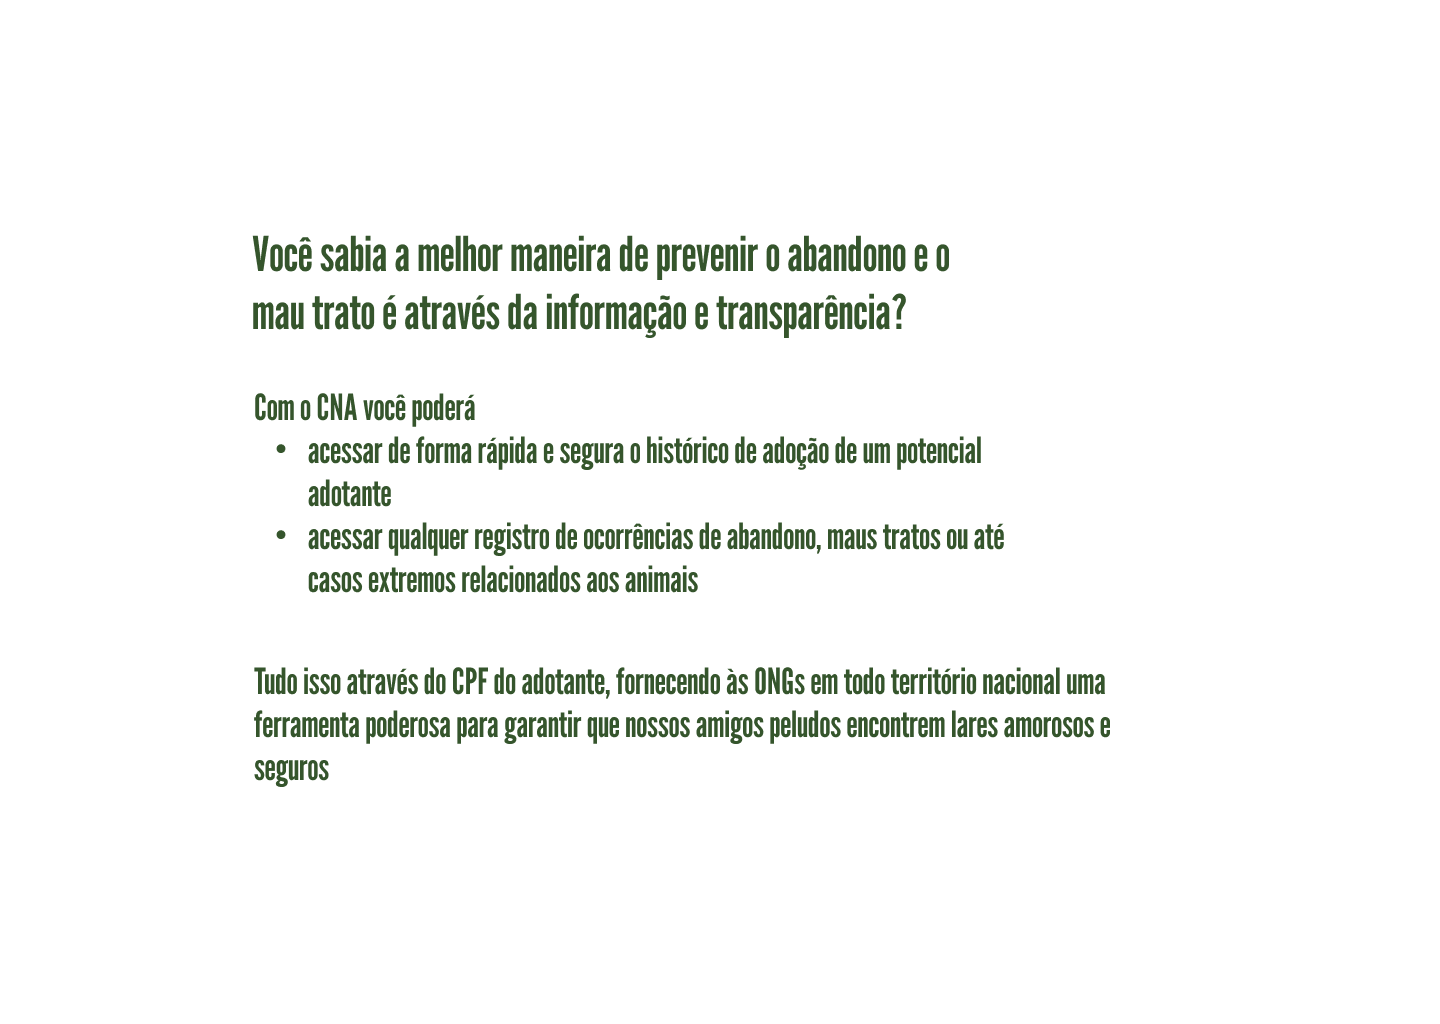 Você sabia a melhor maneira de prevenir o abandono e o
mau trato é através da informação e transparência?
Com o CNA você poderá
• acessar de forma rápida e segura o histórico de adoção de um potencial
adotante
• acessar qualquer registro de ocorrências de abandono, maus tratos ou até
casos extremos relacionados aos animais
Tudo isso através do CPF do adotante, fornecendo às ONGs em todo território nacional uma
ferramenta poderosa para garantir que nossos amigos peludos encontrem lares amorosos e
seguros